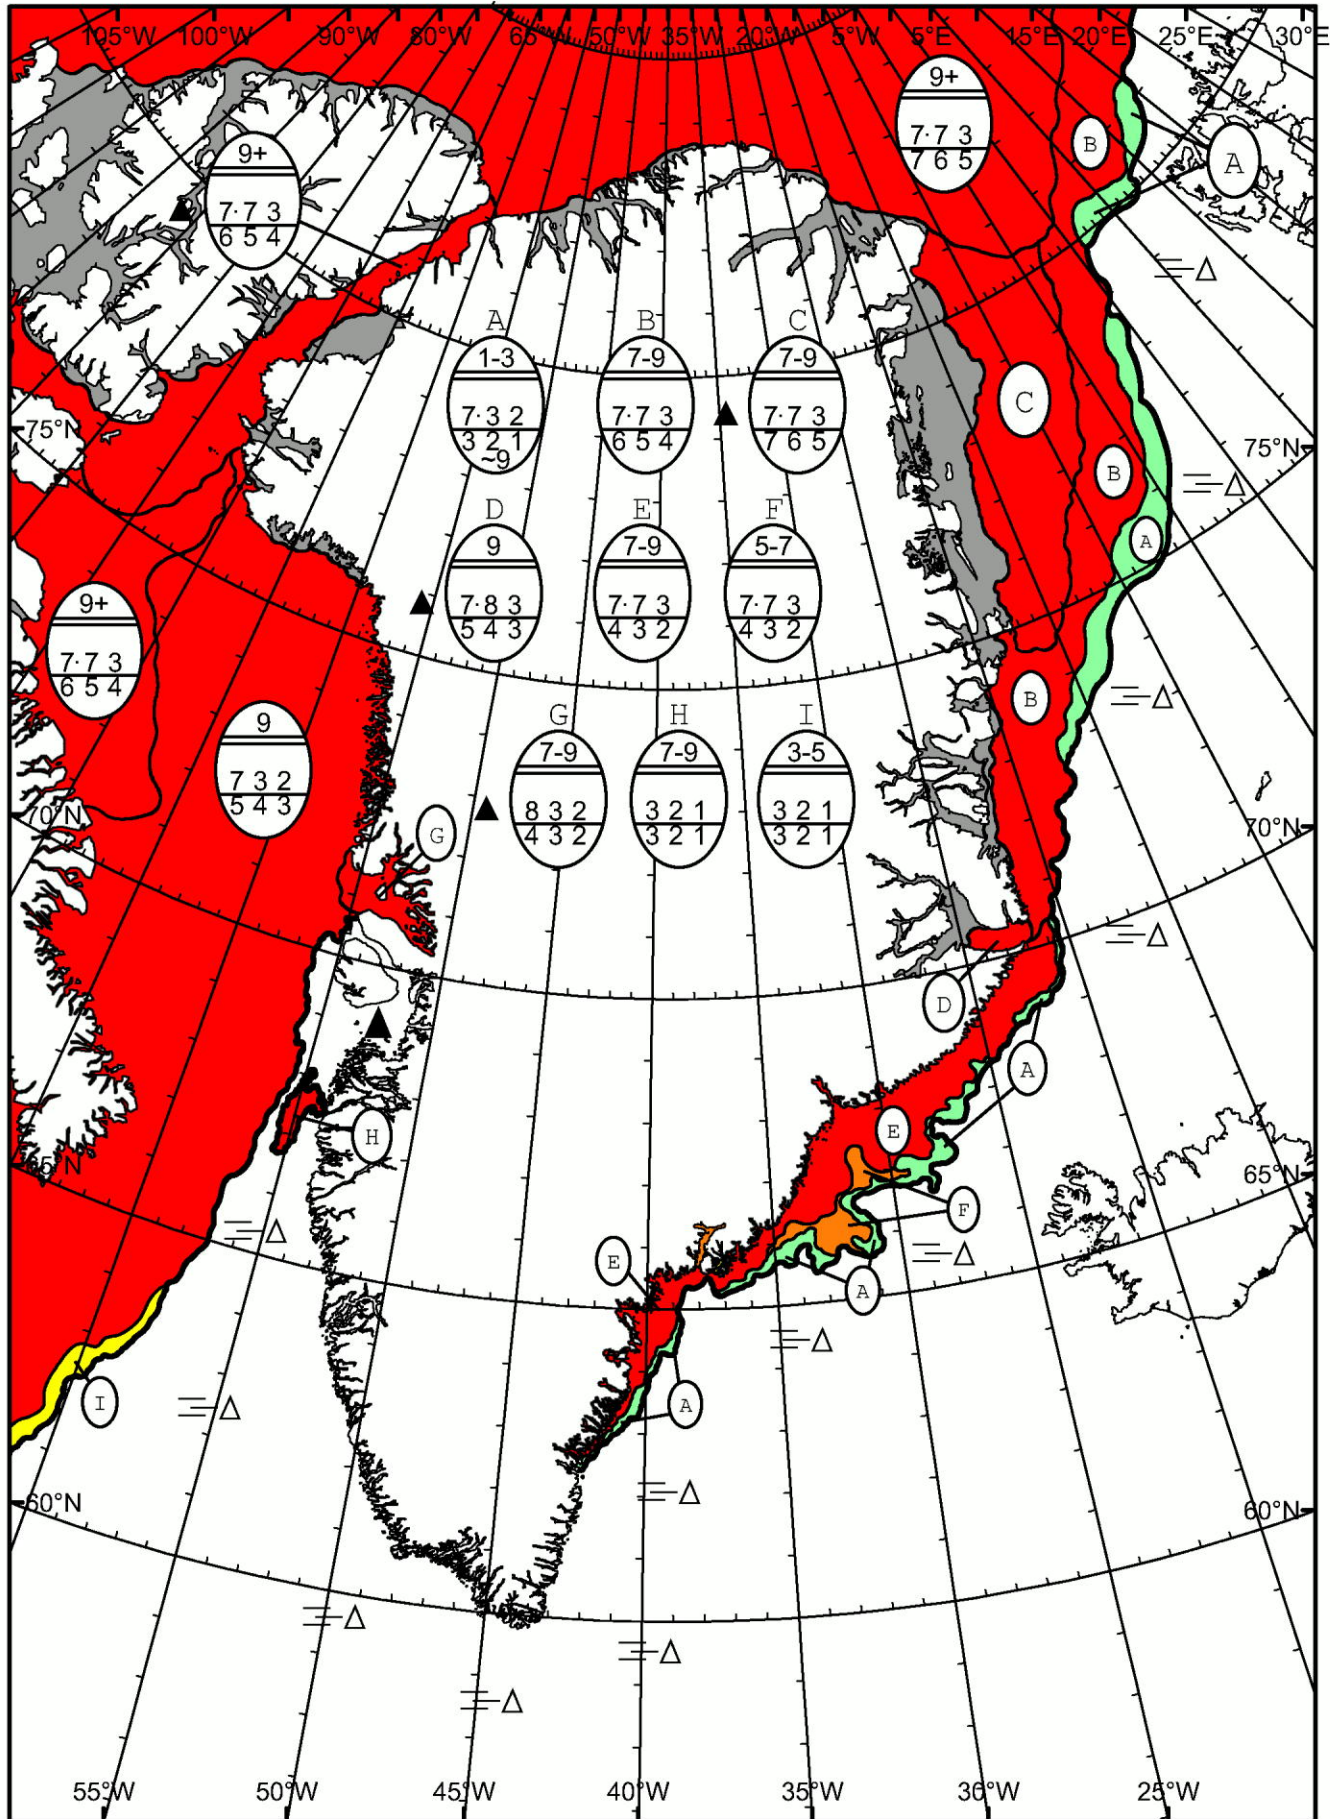 105°W 100°W 90°W 80°W 65°W 50°W 35°W 20°W 5°W 5°E 15°E 20°E 25°E 30°E
9+
7·7 3
7 6 5
B
A
9+
7·7 3
6 5 4
A B C
1-3 7-9 7-9
7·3 2 7·7 3 7·7 3
3 2 1 6 5 4 7 6 5
~9
C
75°N
75°N
B
D E F
9 7-9 5-7
7·8 3 7·7 3 7·7 3
5 4 3 4 3 2 4 3 2
A
9+
7·7 3
6 5 4
B
G H I
9 7-9 7-9 3-5
7 3 2 8 3 2 3 2 1 3 2 1
5 4 3 4 3 2 3 2 1 3 2 1
70°N
G
70°N
D
A
H
E
65°N
65°N
F
E
A
I
A
60°N
60°N
55°W 50°W 45°W 40°W 35°W 30°W 25°W